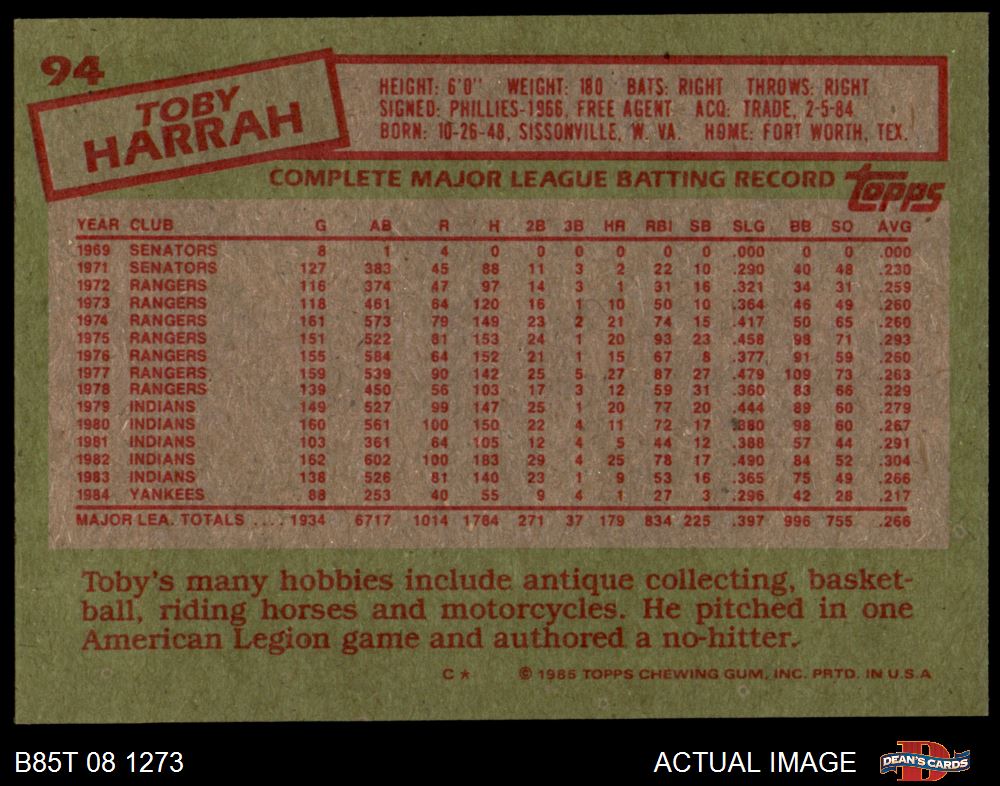 94
TOBY
HARRAH
HEIGHT: 6'0" WEIGHT: 180 BATS: RIGHT THROWS: RIGHT
SIGNED: PHILLIES-1966, FREE AGENT ACQ: TRADE, 2-5-84
BORN: 10-26-48, SISSONVILLE, W. VA. HOME: FORT WORTH, TEX.
COMPLETE MAJOR LEAGUE BATTING RECORD topps
YEAR CLUB G AB R H 2B 3B HR RBI SB SLG BB SO AVG
1969 SENATORS 8 1 4 0 0 0 0 0 0 .000 0 0 .000
1971 SENATORS 127 383 45 88 11 3 2 22 10 .290 40 48 .230
1972 RANGERS 116 374 47 97 14 3 1 31 16 .321 34 31 .259
1973 RANGERS 118 461 64 120 16 1 10 50 10 .364 46 49 .260
1974 RANGERS 161 573 79 149 23 2 21 74 15 .417 50 65 .260
1975 RANGERS 151 522 81 153 24 1 20 93 23 .458 98 71 .293
1976 RANGERS 155 584 64 152 21 1 15 67 8 .377 91 59 .260
1977 RANGERS 159 539 90 142 25 5 27 87 27 .479 109 73 .263
1978 RANGERS 139 450 56 103 17 3 12 59 31 .360 83 66 .229
1979 INDIANS 149 527 99 147 25 1 20 77 20 .444 89 60 .279
1980 INDIANS 160 561 100 150 22 4 11 72 17 .380 98 60 .267
1981 INDIANS 103 361 64 105 12 4 5 44 12 .388 57 44 .291
1982 INDIANS 162 602 100 183 29 4 25 78 17 .490 84 52 .304
1983 INDIANS 138 526 81 140 23 1 9 53 16 .365 75 49 .266
1984 YANKEES 88 253 40 55 9 4 1 27 3 .296 42 28 .217
MAJOR LEA. TOTALS .... 1934 6717 1014 1784 271 37 179 834 225 .397 996 755 .266
Toby's many hobbies include antique collecting, basket-
ball, riding horses and motorcycles. He pitched in one
American Legion game and authored a no-hitter.
C* © 1985 TOPPS CHEWING GUM, INC. PRTD. IN U.S.A
B85T 08 1273 ACTUAL IMAGE DEAN'S CARDS